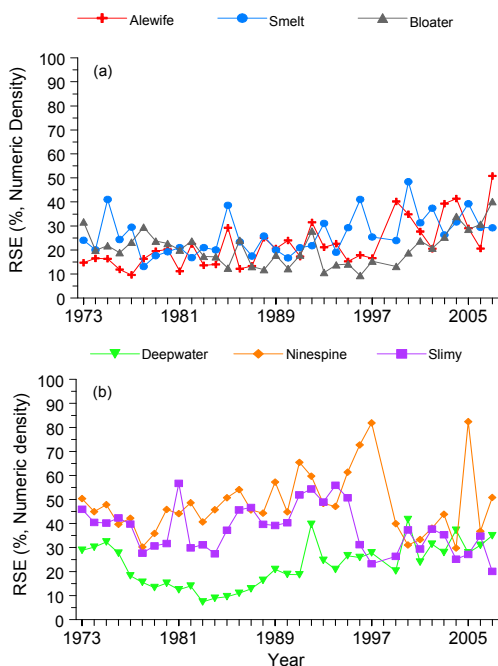 Alewife Smelt Bloater
(a)
100
90
80
70
60
50
40
30
20
10
0
RSE (%, Numeric Density)
1973 1981 1989 1997 2005
Deepwater Ninespine Slimy
(b)
100
90
80
70
60
50
40
30
20
10
0
RSE (%, Numeric density)
1973 1981 1989 1997 2005
Year